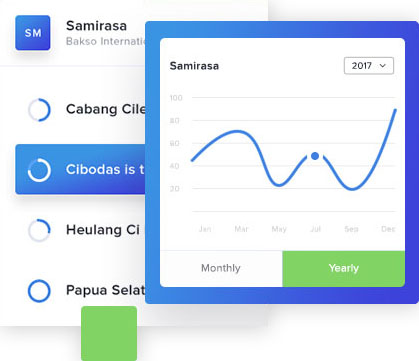 SM
Samirasa
Bakso Internatio
Cabang Cile
Cibodas is t
Heulang Ci
Papua Selat
Samirasa
2017
100
80
60
40
20
Jan Mar May Jul Sep Dec
Monthly Yearly